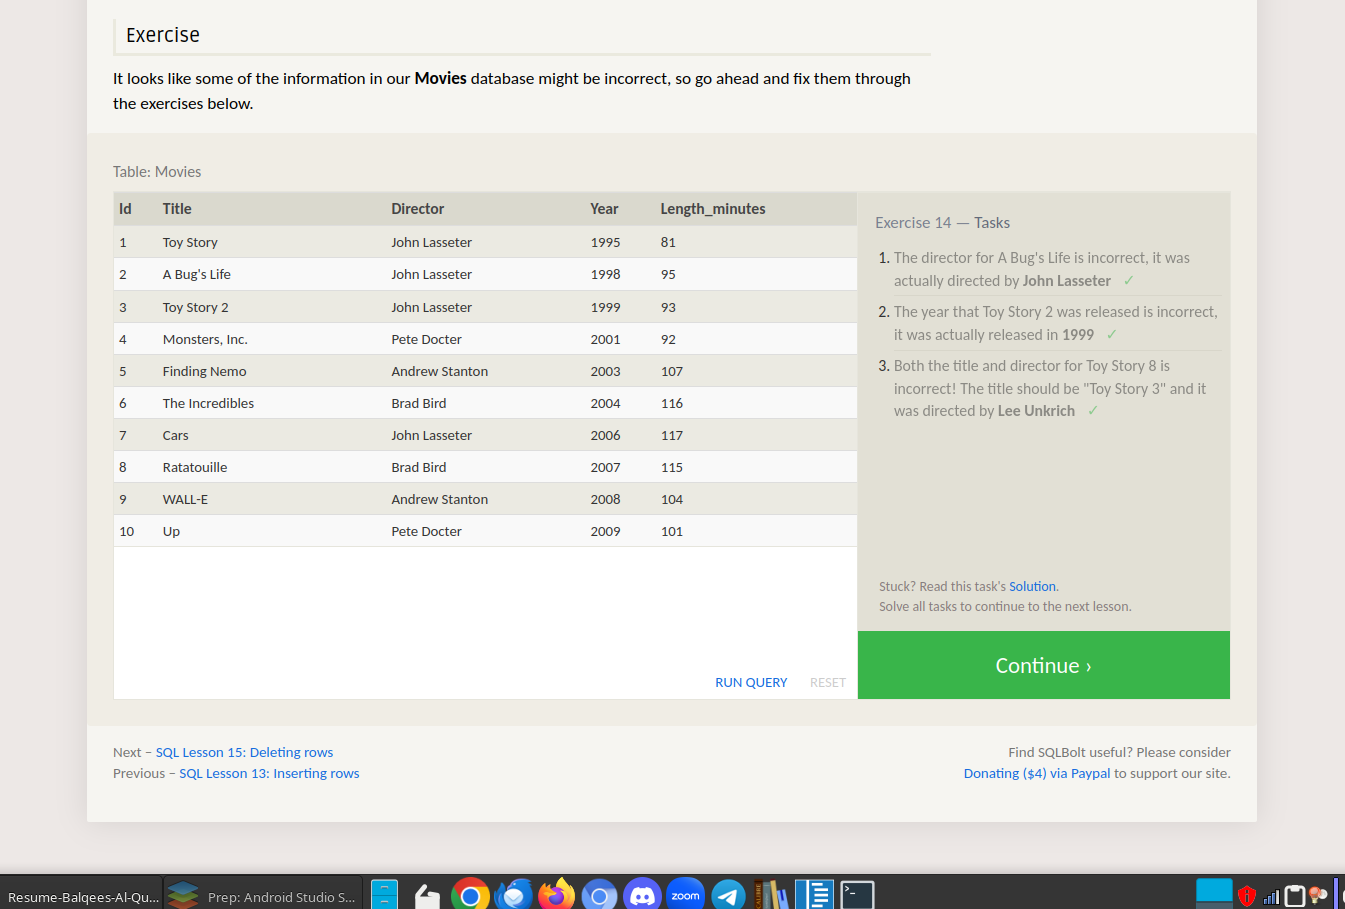 Exercise
It looks like some of the information in our Movies database might be incorrect, so go ahead and fix them through
the exercises below.
Table: Movies
Id Title Director Year Length_minutes
1 Toy Story John Lasseter 1995 81
2 A Bug's Life John Lasseter 1998 95
3 Toy Story 2 John Lasseter 1999 93
4 Monsters, Inc. Pete Docter 2001 92
5 Finding Nemo Andrew Stanton 2003 107
6 The Incredibles Brad Bird 2004 116
7 Cars John Lasseter 2006 117
8 Ratatouille Brad Bird 2007 115
9 WALL-E Andrew Stanton 2008 104
10 Up Pete Docter 2009 101
RUN QUERY RESET
Exercise 14 — Tasks
1. The director for A Bug's Life is incorrect, it was
actually directed by John Lasseter ✓
2. The year that Toy Story 2 was released is incorrect,
it was actually released in 1999 ✓
3. Both the title and director for Toy Story 8 is
incorrect! The title should be "Toy Story 3" and it
was directed by Lee Unkrich ✓
Stuck? Read this task's Solution.
Solve all tasks to continue to the next lesson.
Continue ›
Next – SQL Lesson 15: Deleting rows
Previous – SQL Lesson 13: Inserting rows
Find SQLBolt useful? Please consider
Donating ($4) via Paypal to support our site.
Resume-Balqees-Al-Qu...
Prep: Android Studio S...
zoom